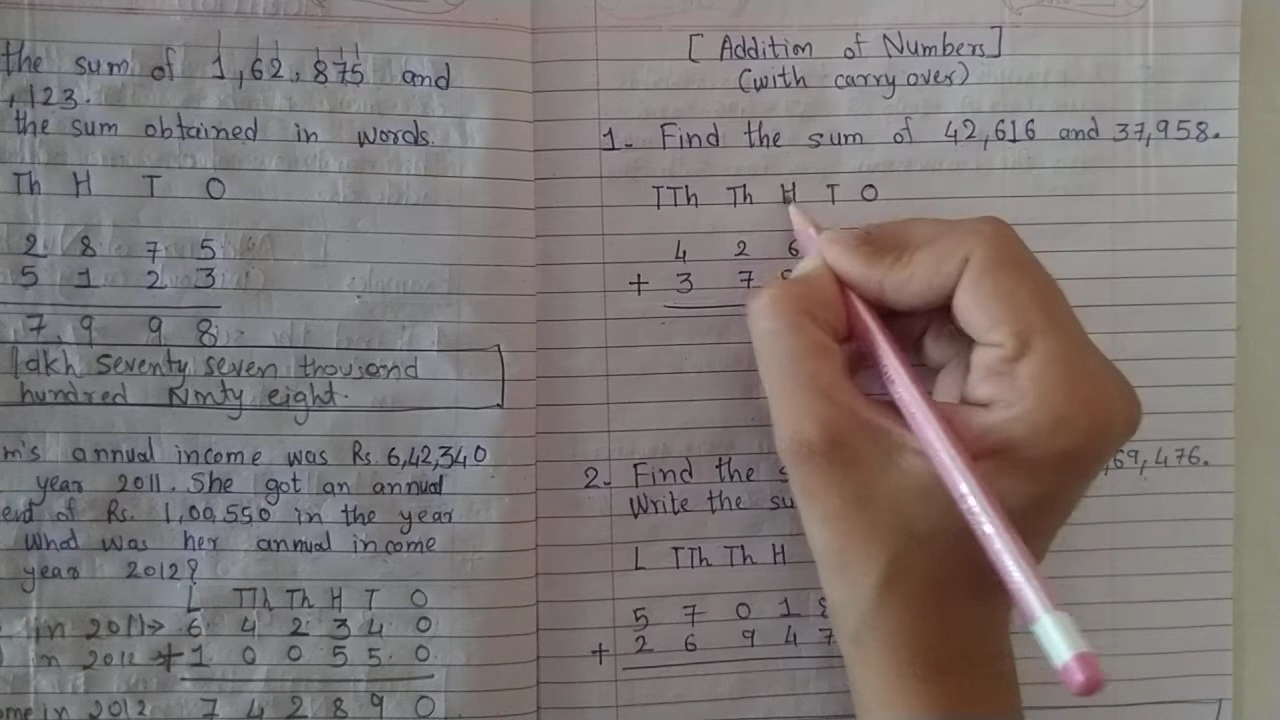 the sum of 1,62,875 and
,123.
the sum obtained in words.
Th H T O
2 8 7 5
5 1 2 3
7 9 9 8
lakh seventy seven thousand
hundred Ninty eight.
m's annual income was Rs. 6,42,340
year 2011. She got an annual
of Rs. 1,00,550 in the year
What was her annual income
year 2012?
L TTh Th H T O
in 2011→ 6 4 2 3 4 0
in 2012 + 1 0 0 5 5 0
me in 2012 7 4 2 8 9 0
[Addition of Numbers]
(with carry over)
1. Find the sum of 42,616 and 37,958.
TTh Th H T O
4 2 6
+ 3 7
2. Find the ,69,476.
Write the su
L TTh Th H
5 7 0 1 8
+ 2 6 9 4 7